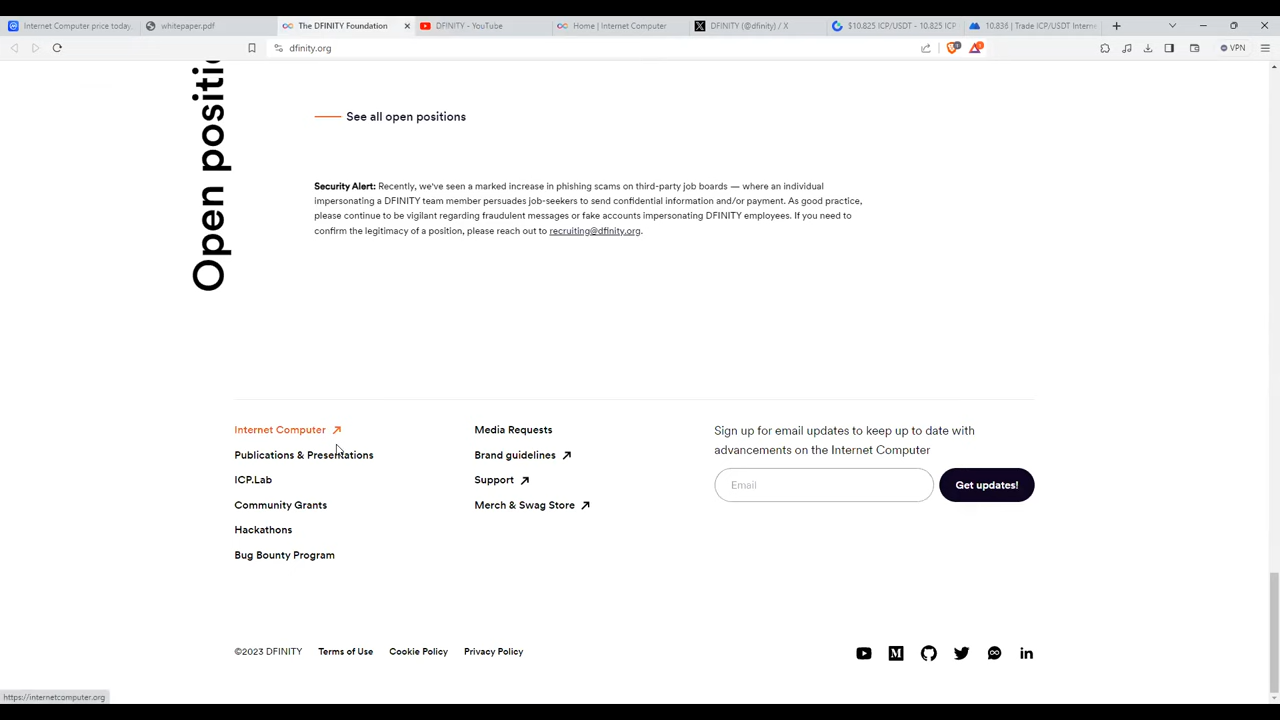 Internet Computer price today,
whitepaper.pdf
The DFINITY Foundation
DFINITY - YouTube
Home | Internet Computer
DFINITY (@dfinity) / X
$10.825 ICP/USDT - 10.825 ICP
10.836 | Trade ICP/USDT Intern
dfinity.org
VPN
Open positio
See all open positions
Security Alert: Recently, we've seen a marked increase in phishing scams on third-party job boards — where an individual
impersonating a DFINITY team member persuades job-seekers to send confidential information and/or payment. As good practice,
please continue to be vigilant regarding fraudulent messages or fake accounts impersonating DFINITY employees. If you need to
confirm the legitimacy of a position, please reach out to recruiting@dfinity.org.
Internet Computer
Publications & Presentations
ICP.Lab
Community Grants
Hackathons
Bug Bounty Program
Media Requests
Brand guidelines
Support
Merch & Swag Store
Sign up for email updates to keep up to date with
advancements on the Internet Computer
Email
Get updates!
©2023 DFINITY
Terms of Use
Cookie Policy
Privacy Policy
https://internetcomputer.org